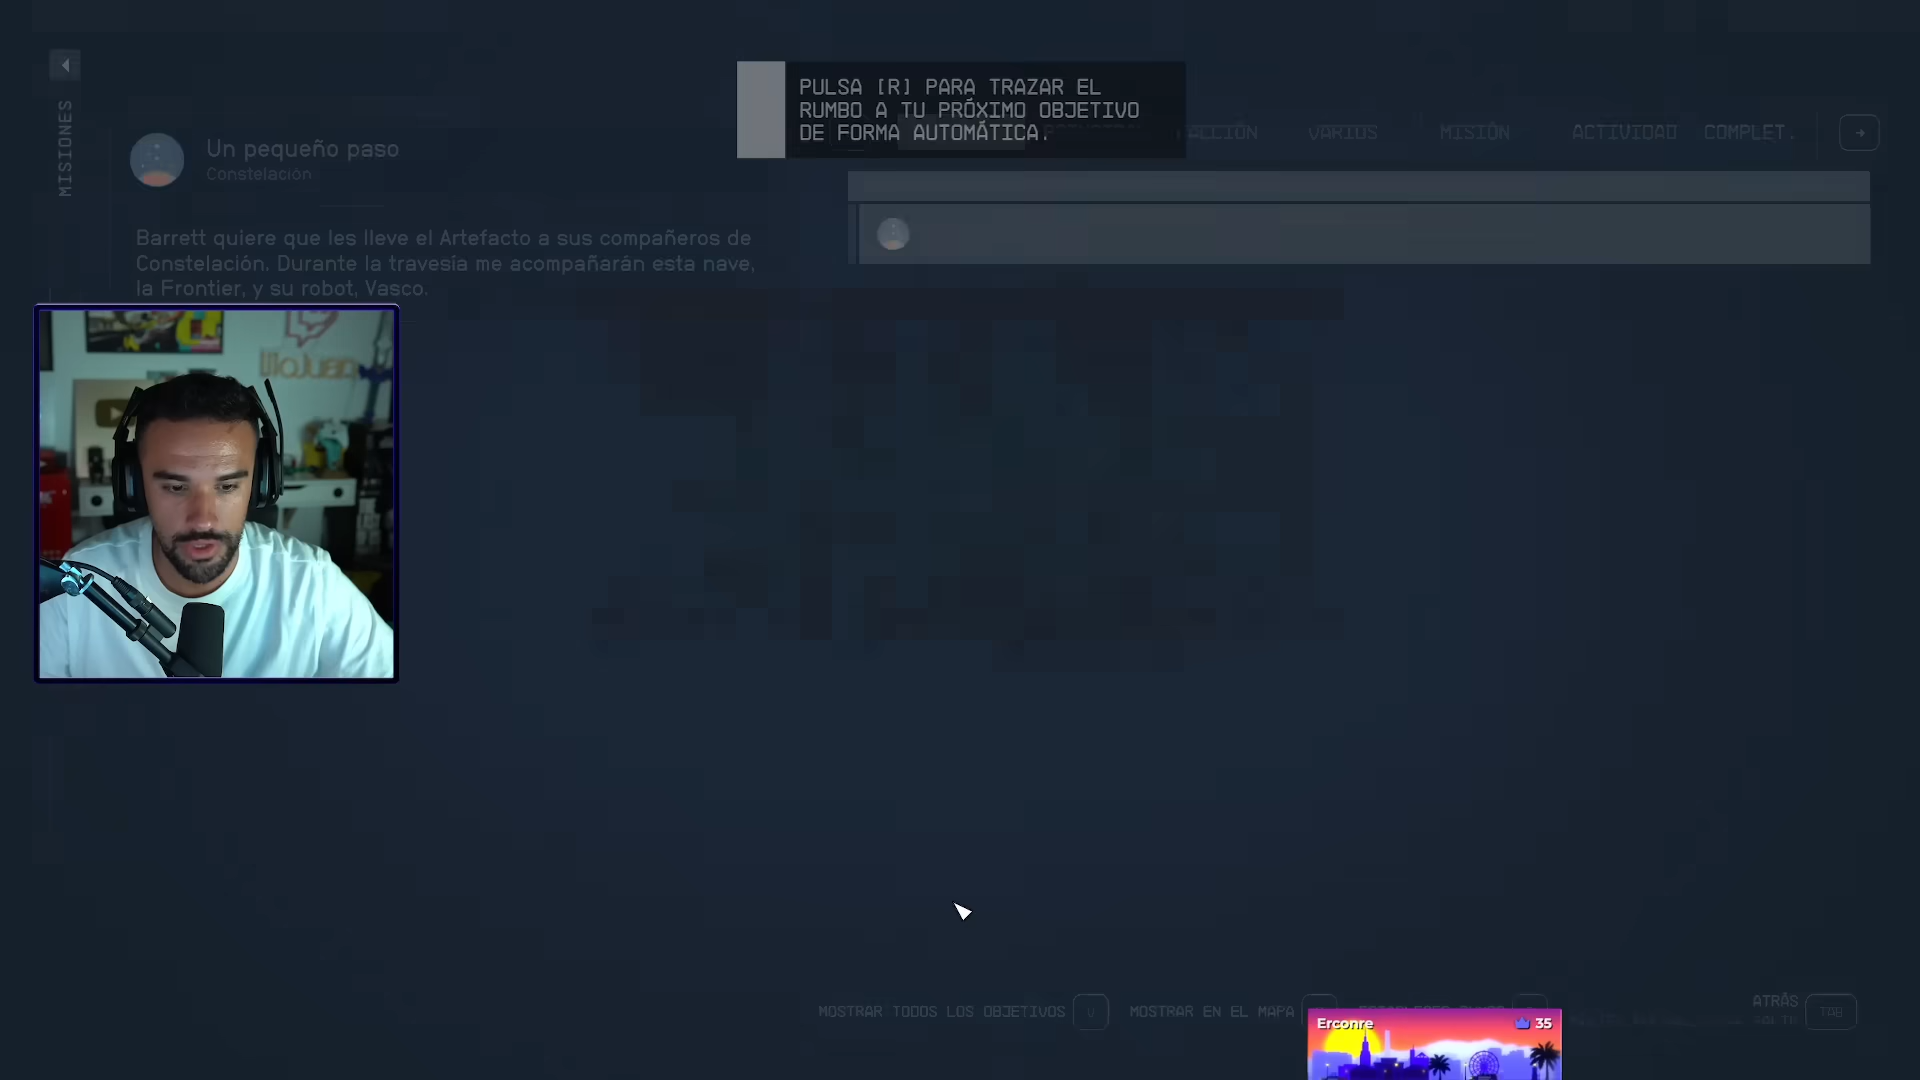 PULSA [R] PARA TRAZAR EL
RUMBO A TU PRÓXIMO OBJETIVO
DE FORMA AUTOMÁTICA.
VARIOS
MISIÓN
ACTIVIDAD
COMPLET.
MISIONES
Un pequeño paso
Constelación
Barrett quiere que les lleve el Artefacto a sus compañeros de
Constelación. Durante la travesía me acompañarán esta nave,
la Frontier, y su robot, Vasco.
MOSTRAR TODOS LOS OBJETIVOS
MOSTRAR EN EL MAPA
ATRÁS
TAB
Erconre
35